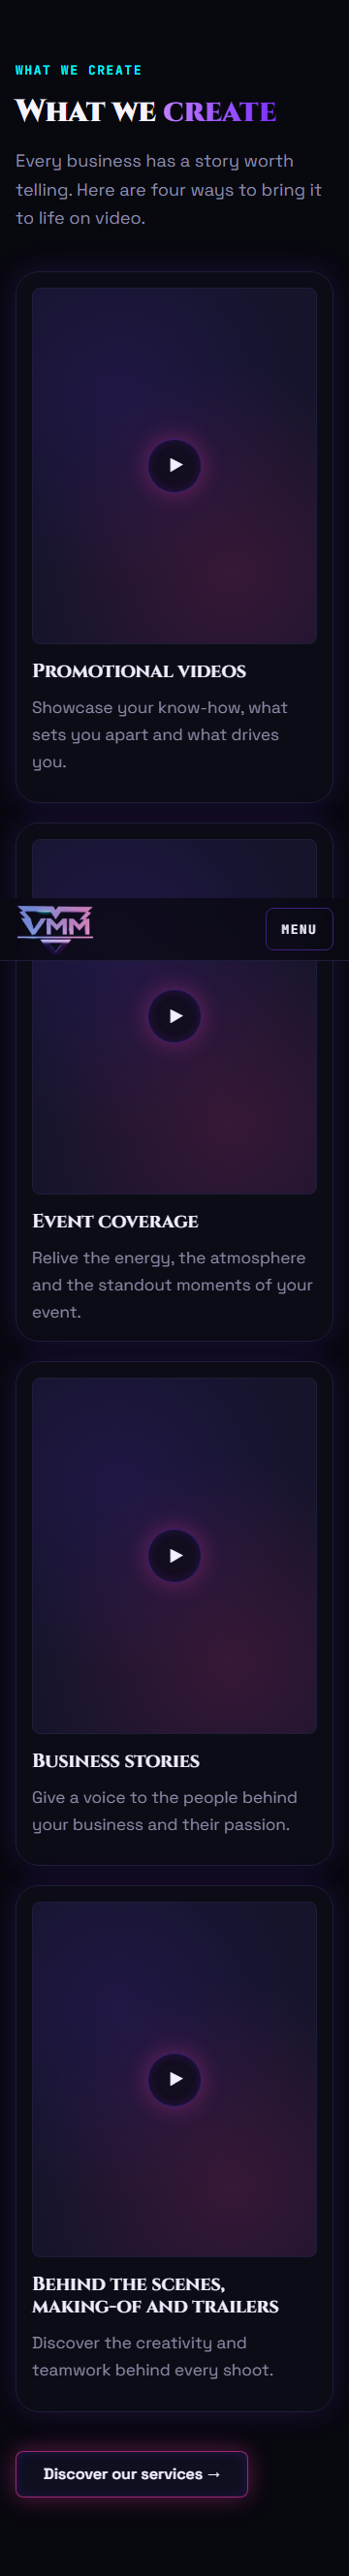 WHAT WE CREATE
WHAT WE CREATE
Every business has a story worth
telling. Here are four ways to bring it
to life on video.
PROMOTIONAL VIDEOS
Showcase your know-how, what
sets you apart and what drives
you.
VMM
MENU
EVENT COVERAGE
Relive the energy, the atmosphere
and the standout moments of your
event.
BUSINESS STORIES
Give a voice to the people behind
your business and their passion.
BEHIND THE SCENES,
MAKING-OF AND TRAILERS
Discover the creativity and
teamwork behind every shoot.
Discover our services →